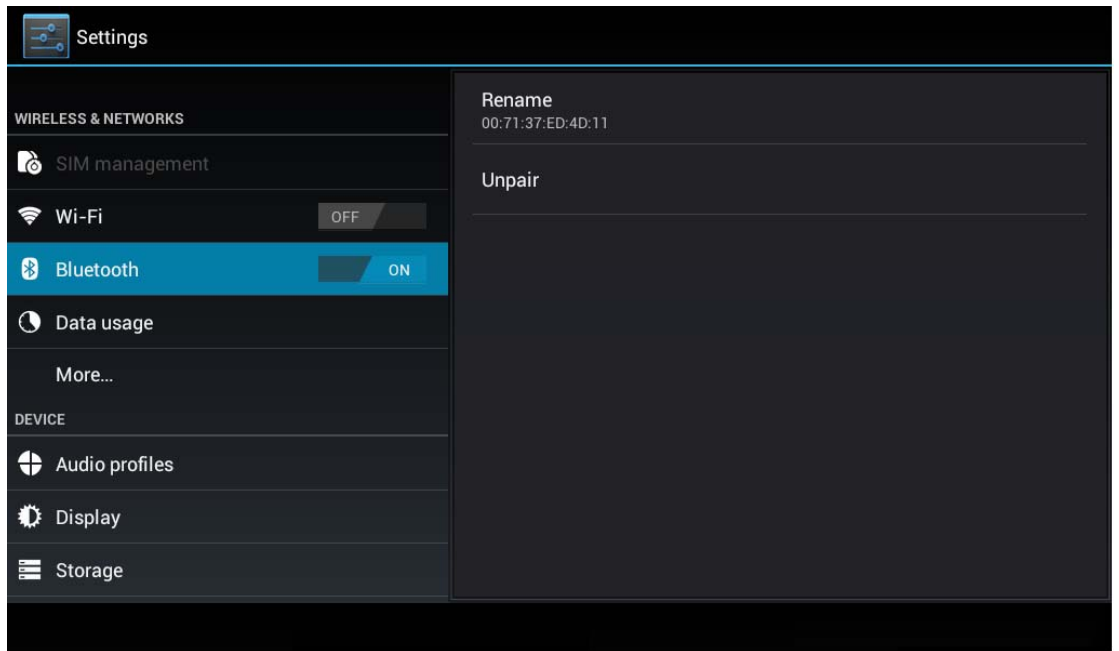 Settings
WIRELESS & NETWORKS
SIM management
Wi-Fi OFF
Bluetooth ON
Data usage
More...
DEVICE
Audio profiles
Display
Storage
Rename
00:71:37:ED:4D:11
Unpair